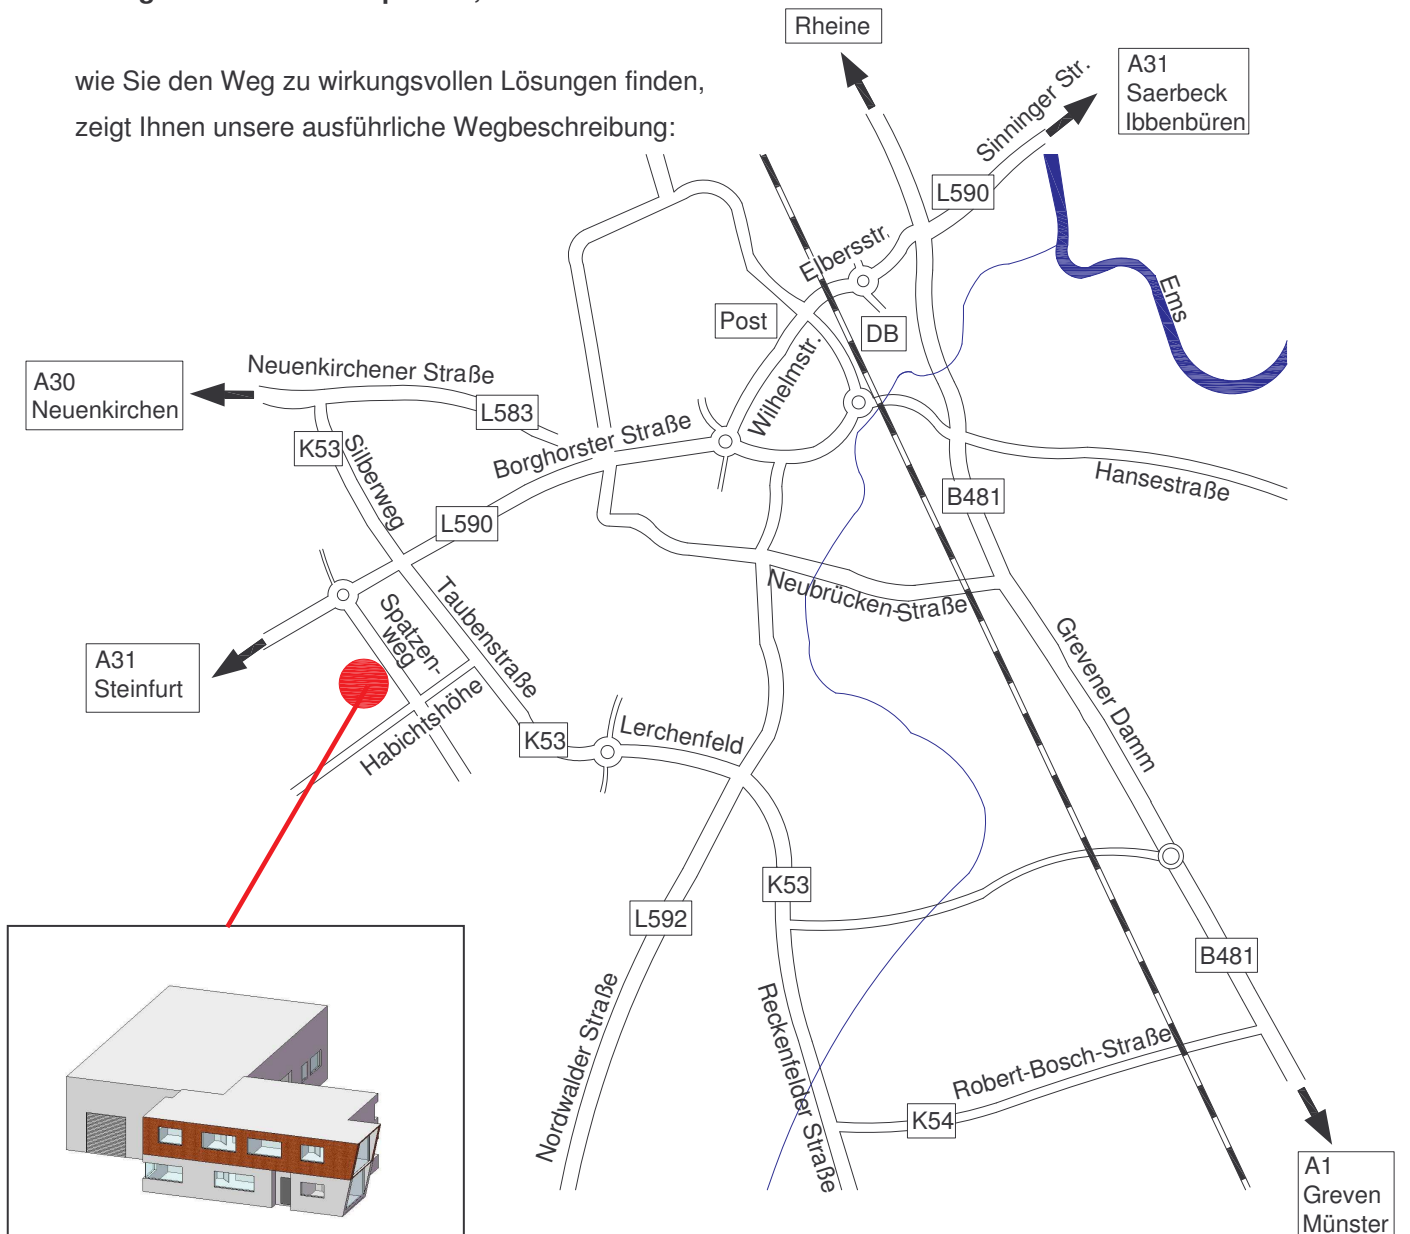 wie Sie den Weg zu wirkungsvollen Lösungen finden,
zeigt Ihnen unsere ausführliche Wegbeschreibung:
Rheine
A31
Saerbeck
Ibbenbüren
Sinninger Str.
L590
Elbersstr.
Ems
Post
DB
Wilhelmstr.
A30
Neuenkirchen
Neuenkirchener Straße
L583
K53
Silberweg
Borghorster Straße
L590
B481
Hansestraße
Neubrücken-Straße
Taubenstraße
Spatzen-
weg
A31
Steinfurt
Habichtshöhe
K53
Lerchenfeld
Grevener Damm
K53
L592
B481
Nordwalder Straße
Reckenfelder Straße
Robert-Bosch-Straße
K54
A1
Greven
Münster